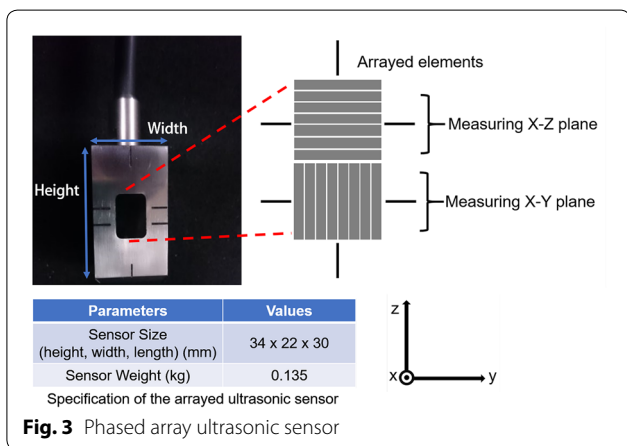 Arrayed elements
Width
Height
Measuring X-Z plane
Measuring X-Y plane
Parameters Values
Sensor Size
(height, width, length) (mm)
34 x 22 x 30
Sensor Weight (kg) 0.135
Specification of the arrayed ultrasonic sensor
z
x
y
Fig. 3 Phased array ultrasonic sensor